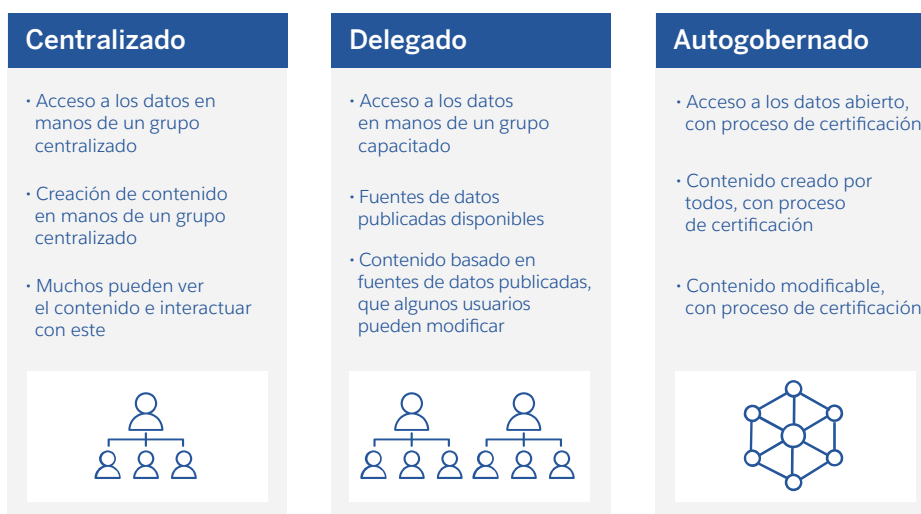 Centralizado
• Acceso a los datos en
manos de un grupo
centralizado
• Creación de contenido
en manos de un grupo
centralizado
• Muchos pueden ver
el contenido e interactuar
con este
Delegado
• Acceso a los datos
en manos de un grupo
capacitado
• Fuentes de datos
publicadas disponibles
• Contenido basado en
fuentes de datos publicadas,
que algunos usuarios
pueden modificar
Autogobernado
• Acceso a los datos abierto,
con proceso de certificación
• Contenido creado por
todos, con proceso
de certificación
• Contenido modificable,
con proceso de certificación